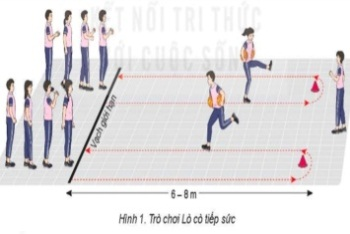 KẾT NỐI TRI THỨC
VỚI CUỘC SỐNG
Vạch giới hạn
6 – 8 m
Hình 1. Trò chơi Lò cò tiếp sức